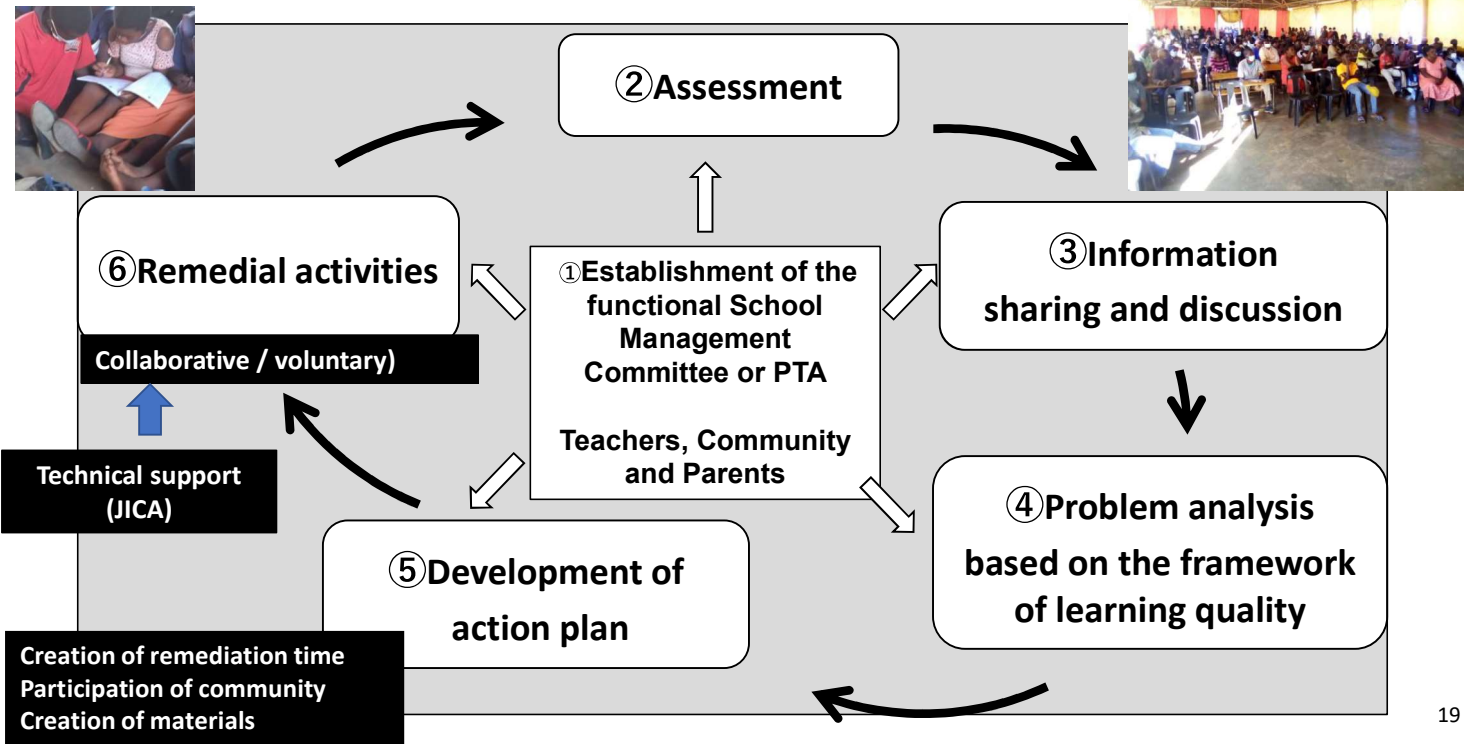 ②Assessment
③Information
sharing and discussion
④Problem analysis
based on the framework
of learning quality
⑤Development of
action plan
⑥Remedial activities
Collaborative / voluntary)
Technical support
(JICA)
Creation of remediation time
Participation of community
Creation of materials
①Establishment of the
functional School
Management
Committee or PTA
Teachers, Community
and Parents
19